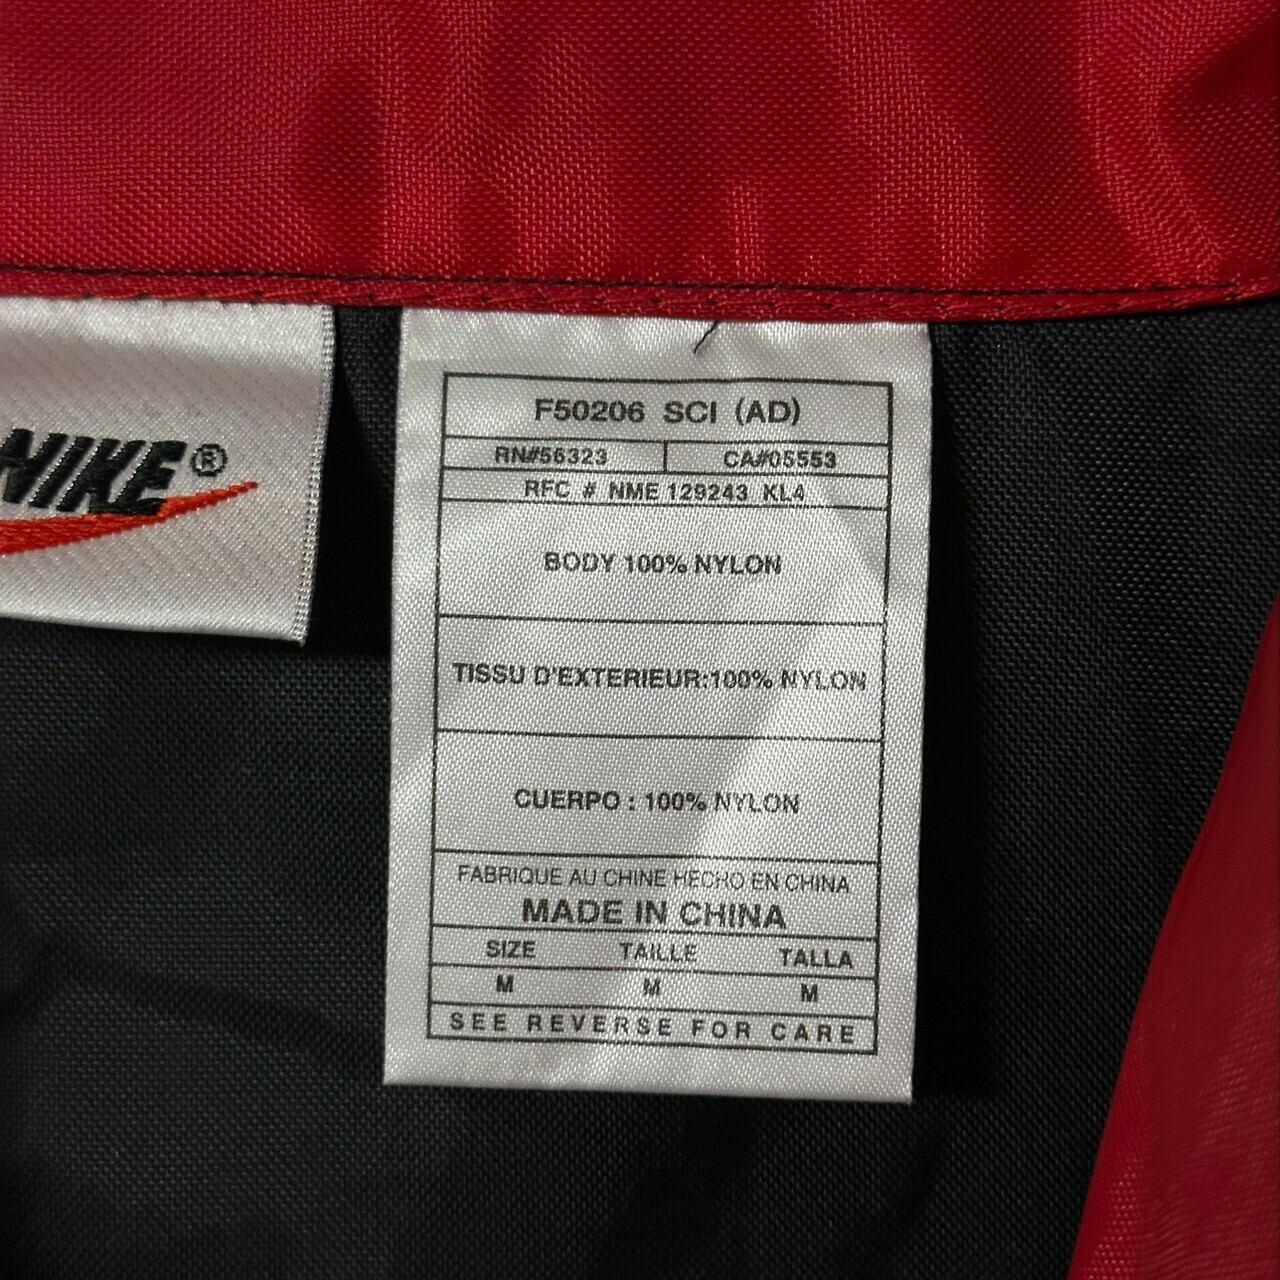 NIKE®
F50206 SCI (AD)
RN#56323 CA#05553
RFC # NME 129243 KL4
BODY 100% NYLON
TISSU D'EXTERIEUR:100% NYLON
CUERPO : 100% NYLON
FABRIQUE AU CHINE HECHO EN CHINA
MADE IN CHINA
SIZE TAILLE TALLA
M M M
SEE REVERSE FOR CARE